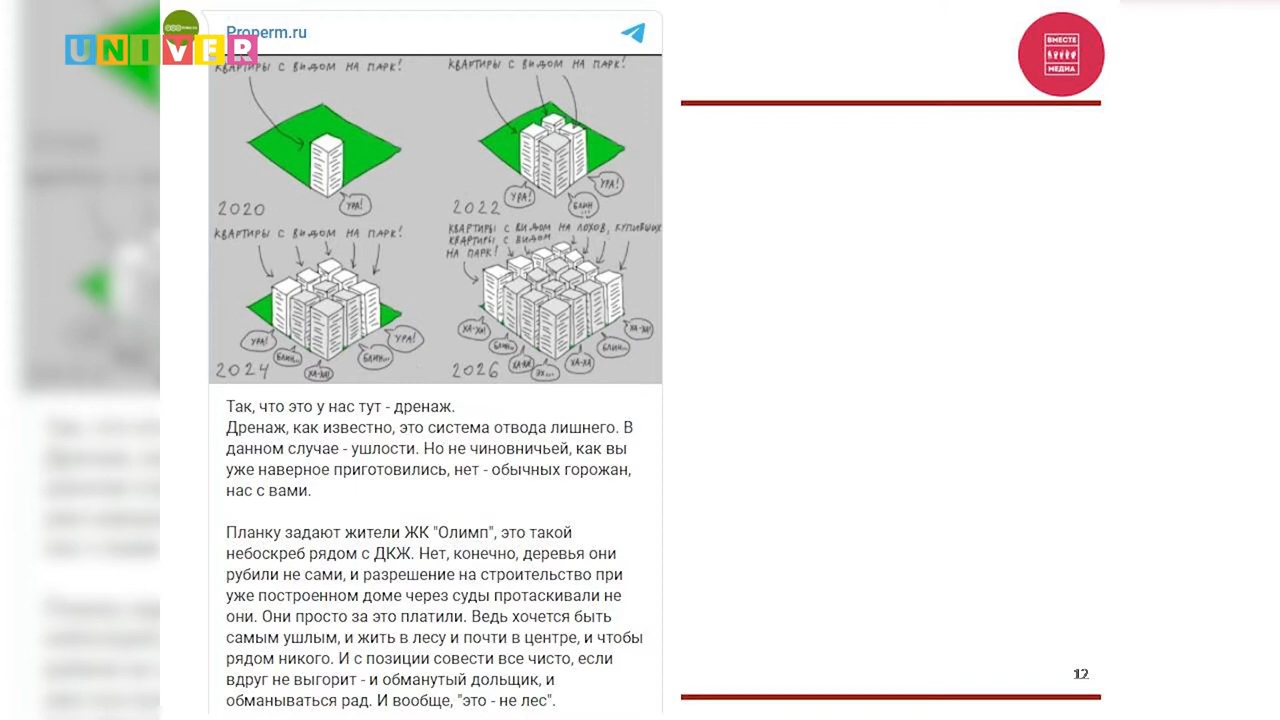 UNIVER
Properm.ru
КВАРТИРЫ С ВИДОМ НА ПАРК!
УРА!
2020
КВАРТИРЫ С ВИДОМ НА ПАРК!
УРА!
УРА!
БЛИН...
2022
КВАРТИРЫ С ВИДОМ НА ПАРК!
УРА!
БЛИН...
ХА-ХА!
БЛИН...
УРА!
2024
КВАРТИРЫ С ВИДОМ НА ЛОХОВ, КУПИВШИХ
КВАРТИРЫ С ВИДОМ
НА ПАРК!
ХА-ХА!
БЛИН..
ХА-ХА!
ЭХ...
ХА-ХА
БЛИН...
ХА-ХА!
2026
Так, что это у нас тут - дренаж.
Дренаж, как известно, это система отвода лишнего. В
данном случае - ушлости. Но не чиновничьей, как вы
уже наверное приготовились, нет - обычных горожан,
нас с вами.
Планку задают жители ЖК "Олимп", это такой
небоскреб рядом с ДКЖ. Нет, конечно, деревья они
рубили не сами, и разрешение на строительство при
уже построенном доме через суды протаскивали не
они. Они просто за это платили. Ведь хочется быть
самым ушлым, и жить в лесу и почти в центре, и чтобы
рядом никого. И с позиции совести все чисто, если
вдруг не выгорит - и обманутый дольщик, и
обманываться рад. И вообще, "это - не лес".
ВМЕСТЕ
МЕДИА
12